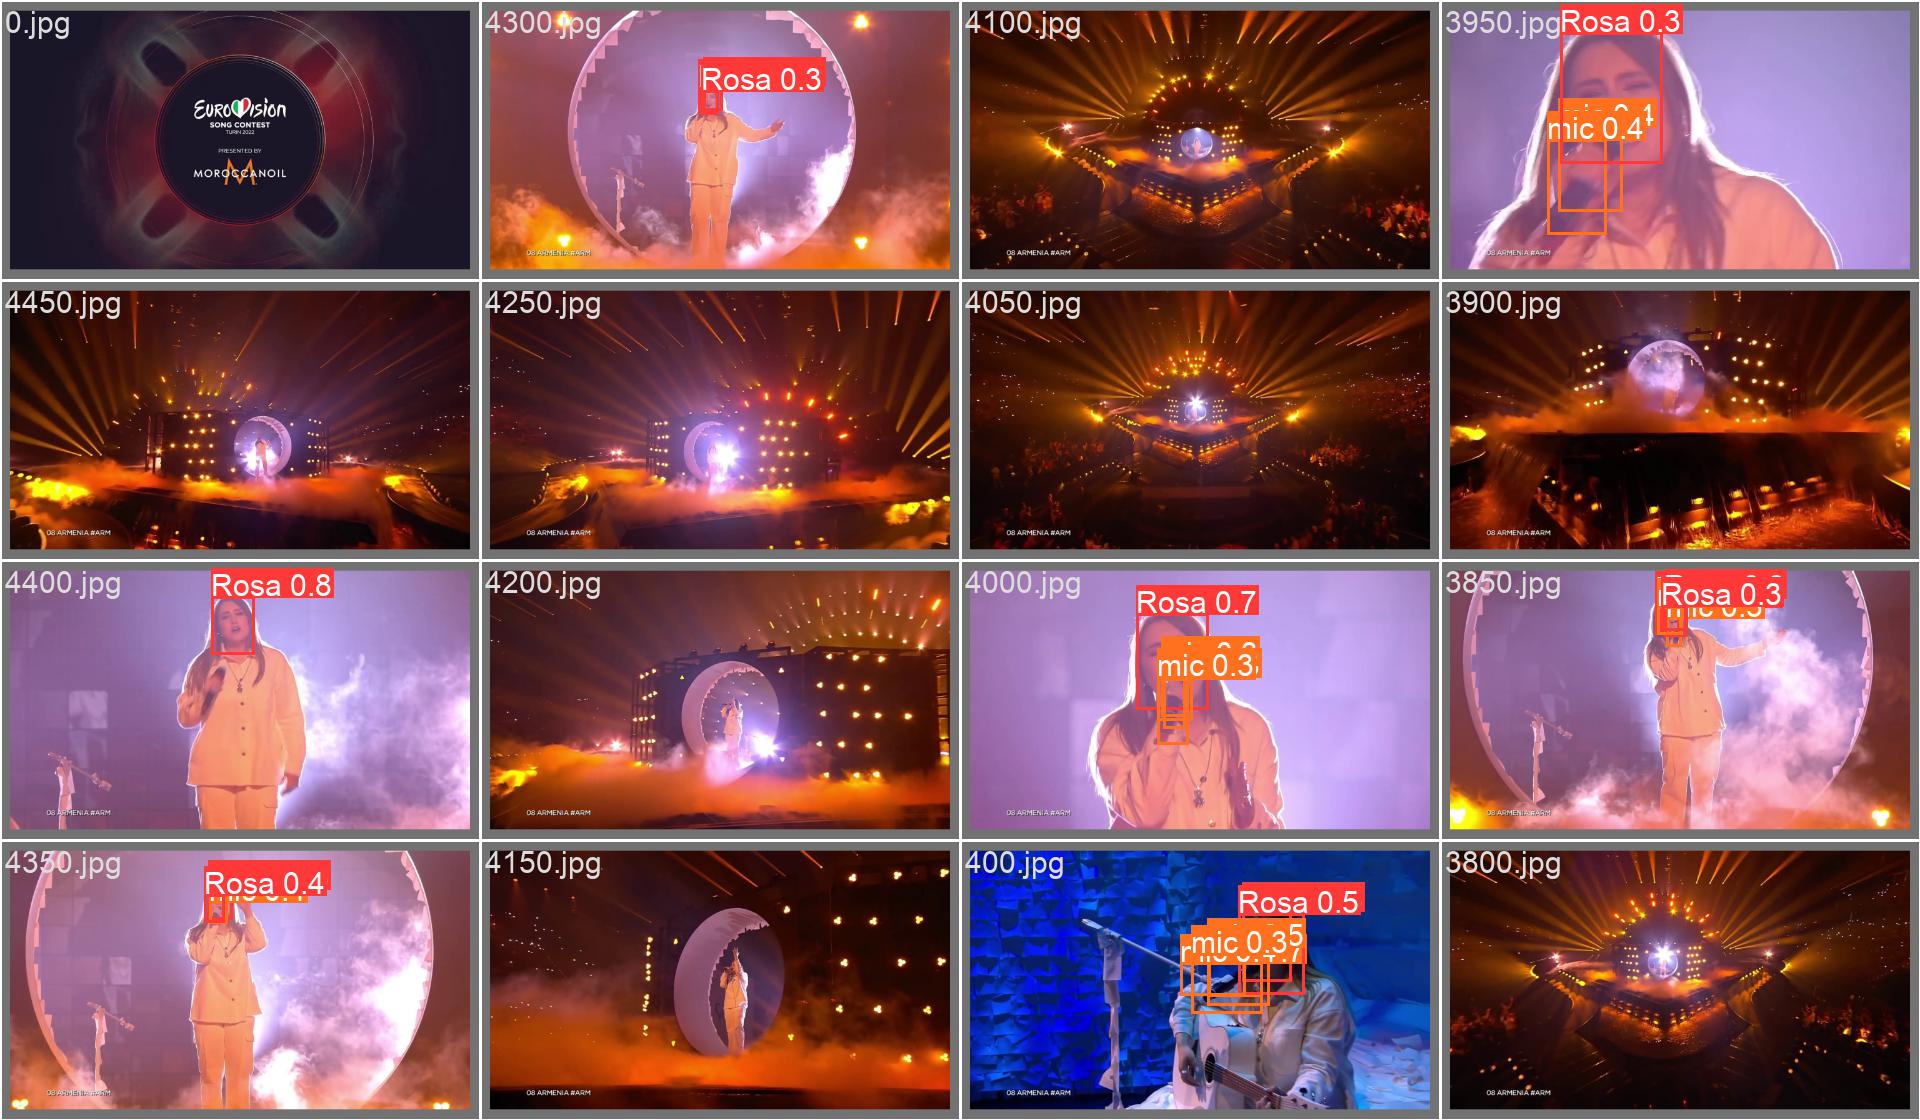 0.jpg
EUROVISION
SONG CONTEST
TURIN 2022
PRESENTED BY
M
MOROCCANOIL
4300.jpg
Rosa 0.3
08 ARMENIA #ARM
4100.jpg
08 ARMENIA #ARM
3950.jpg
Rosa 0.3
mic 0.4
08 ARMENIA #ARM
4450.jpg
08 ARMENIA #ARM
4250.jpg
08 ARMENIA #ARM
4050.jpg
08 ARMENIA #ARM
3900.jpg
08 ARMENIA #ARM
4400.jpg
Rosa 0.8
08 ARMENIA #ARM
4200.jpg
08 ARMENIA #ARM
4000.jpg
Rosa 0.7
mic 0.3
08 ARMENIA #ARM
3850.jpg
Rosa 0.3
08 ARMENIA #ARM
4350.jpg
Rosa 0.4
08 ARMENIA #ARM
4150.jpg
08 ARMENIA #ARM
400.jpg
Rosa 0.5
mic 0.3
08 ARMENIA #ARM
3800.jpg
08 ARMENIA #ARM